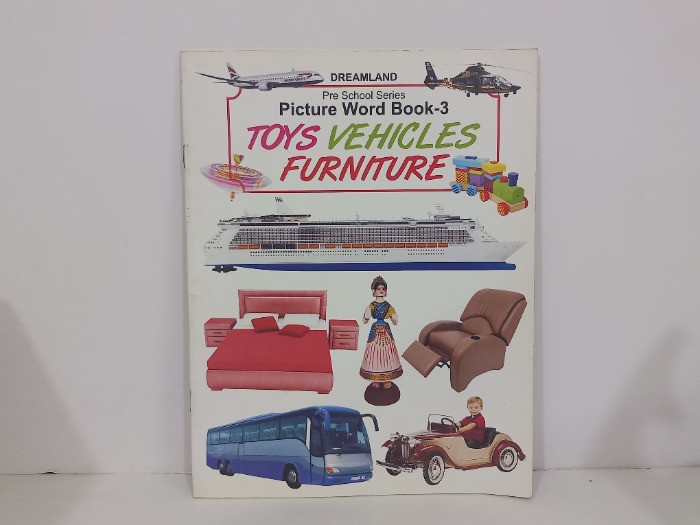 DREAMLAND
Pre School Series
Picture Word Book-3
TOYS VEHICLES
FURNITURE